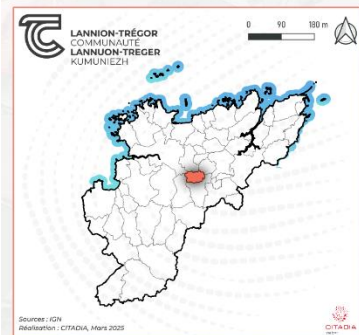 LANNION-TRÉGOR
COMMUNAUTÉ
LANNUON-TREGER
KUMUNIEZH
0 90 180 m
Sources : IGN
Réalisation : CITADIA, Mars 2025
CITADIA